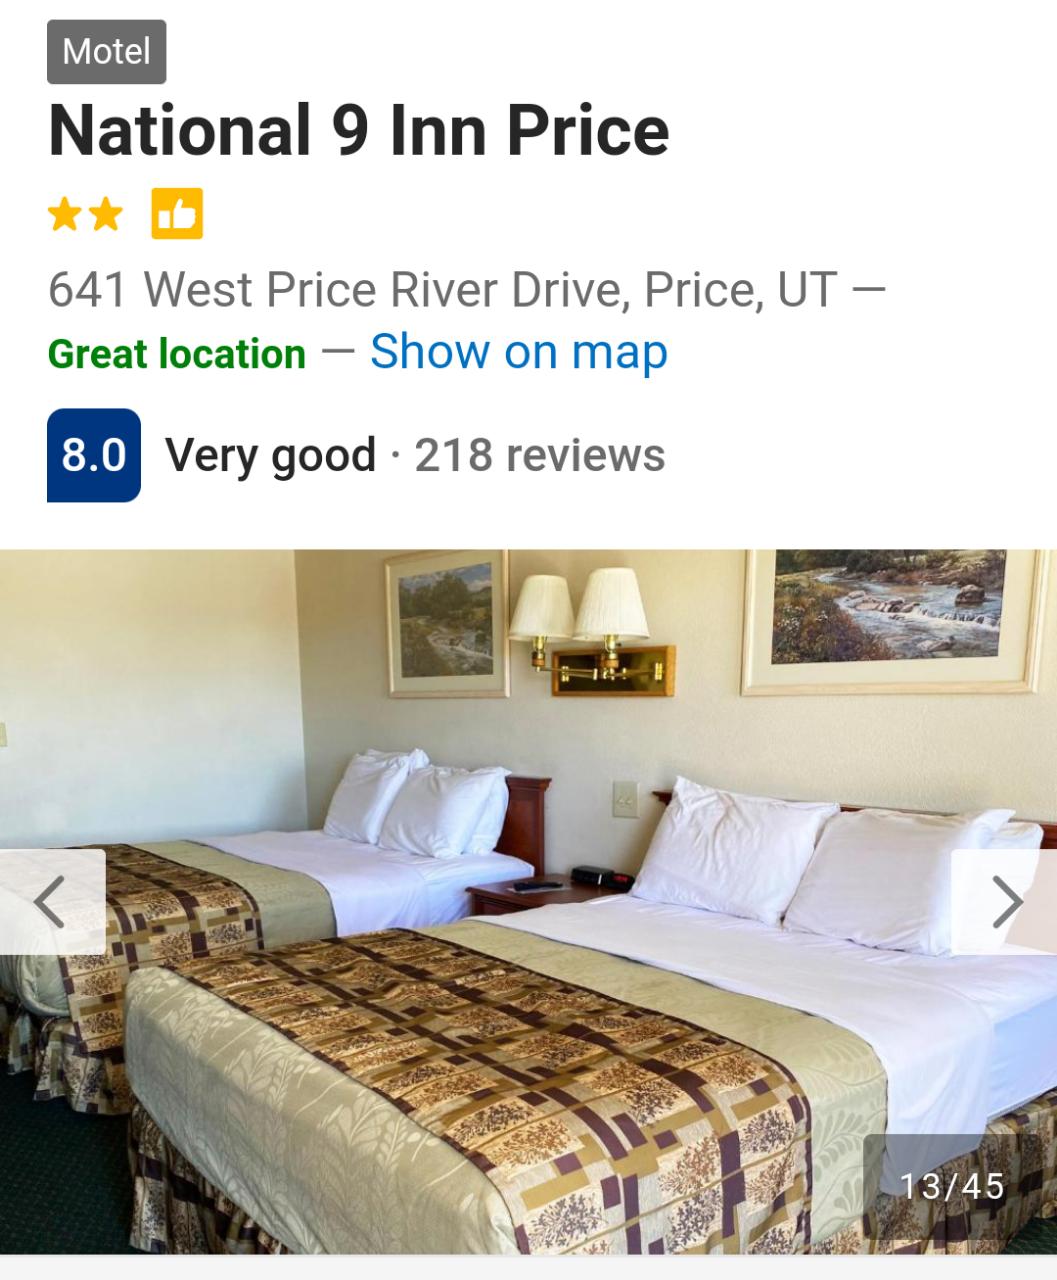 Motel
National 9 Inn Price
641 West Price River Drive, Price, UT —
Great location — Show on map
8.0 Very good · 218 reviews
13/45